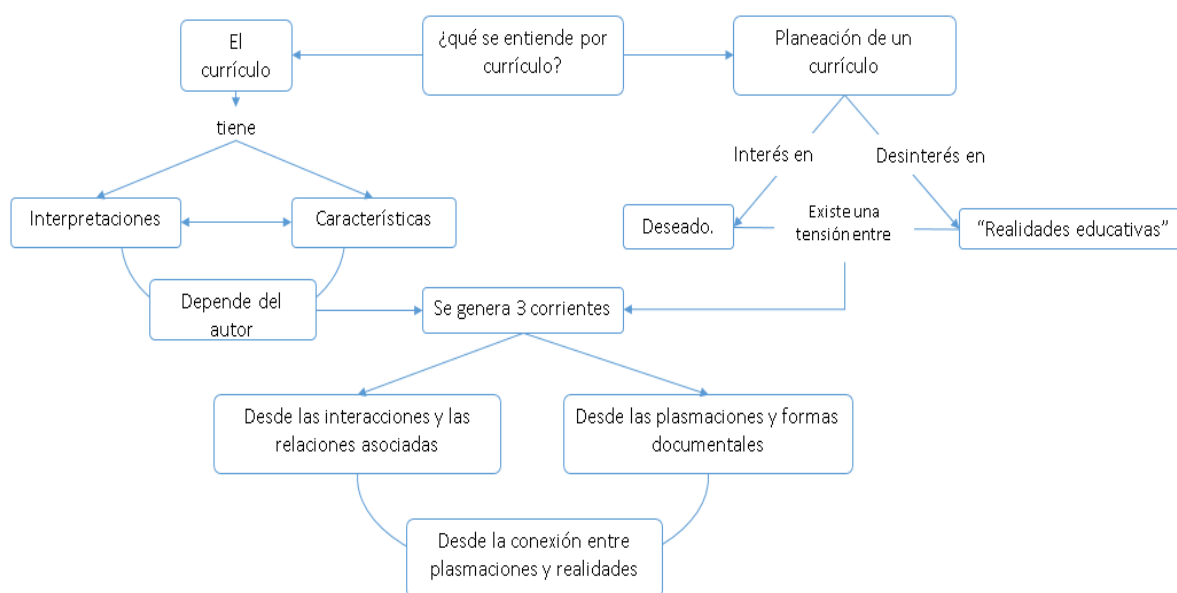 El
currículo
¿qué se entiende por
currículo?
Planeación de un
currículo
tiene
Interés en
Desinterés en
Interpretaciones
Características
Deseado.
Existe una
tensión entre
“Realidades educativas”
Depende del
autor
Se genera 3 corrientes
Desde las interacciones y las
relaciones asociadas
Desde las plasmaciones y formas
documentales
Desde la conexión entre
plasmaciones y realidades